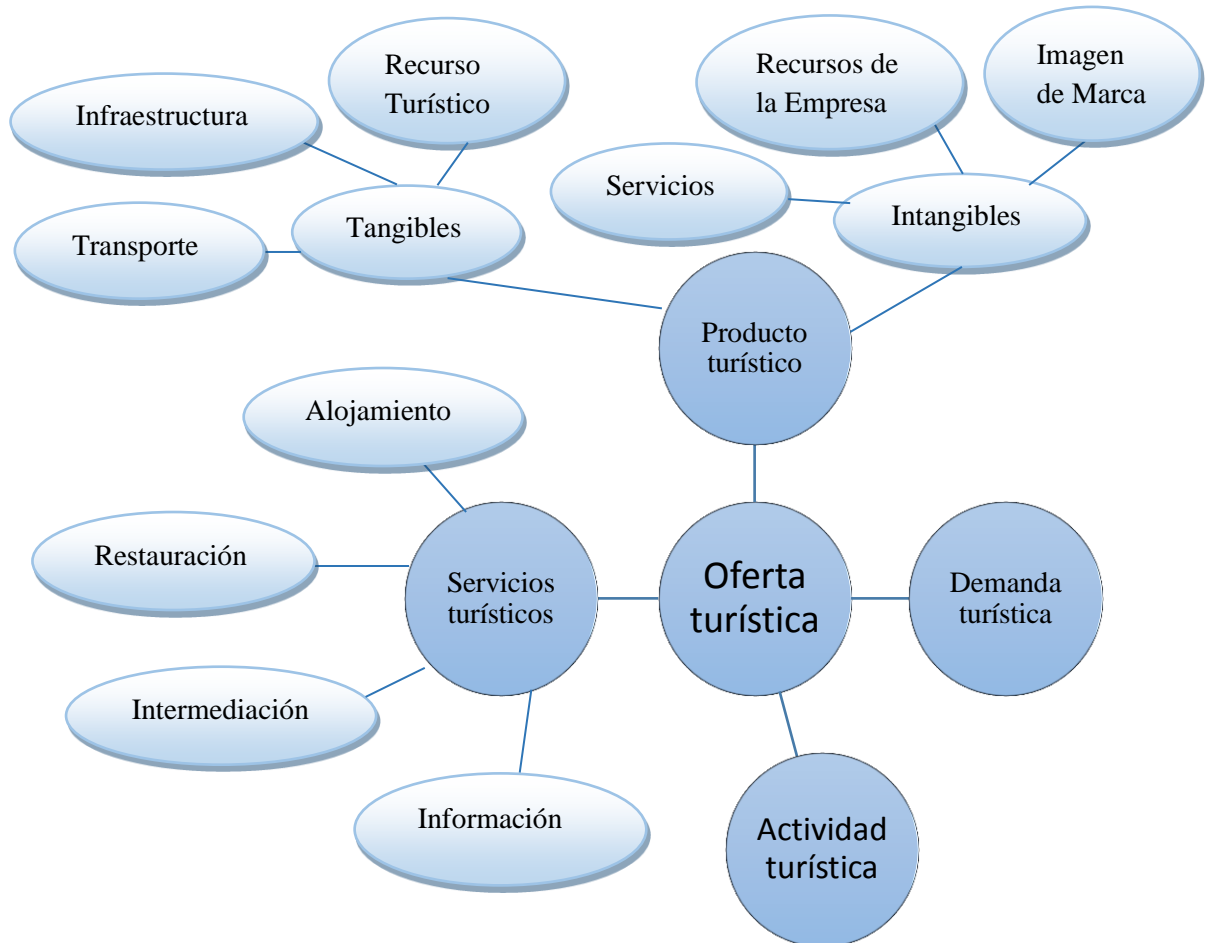 Recurso
Turístico
Recursos de
la Empresa
Imagen
de Marca
Infraestructura
Servicios
Tangibles
Intangibles
Transporte
Producto
turístico
Alojamiento
Restauración
Servicios
turísticos
Oferta
turística
Demanda
turística
Intermediación
Información
Actividad
turística